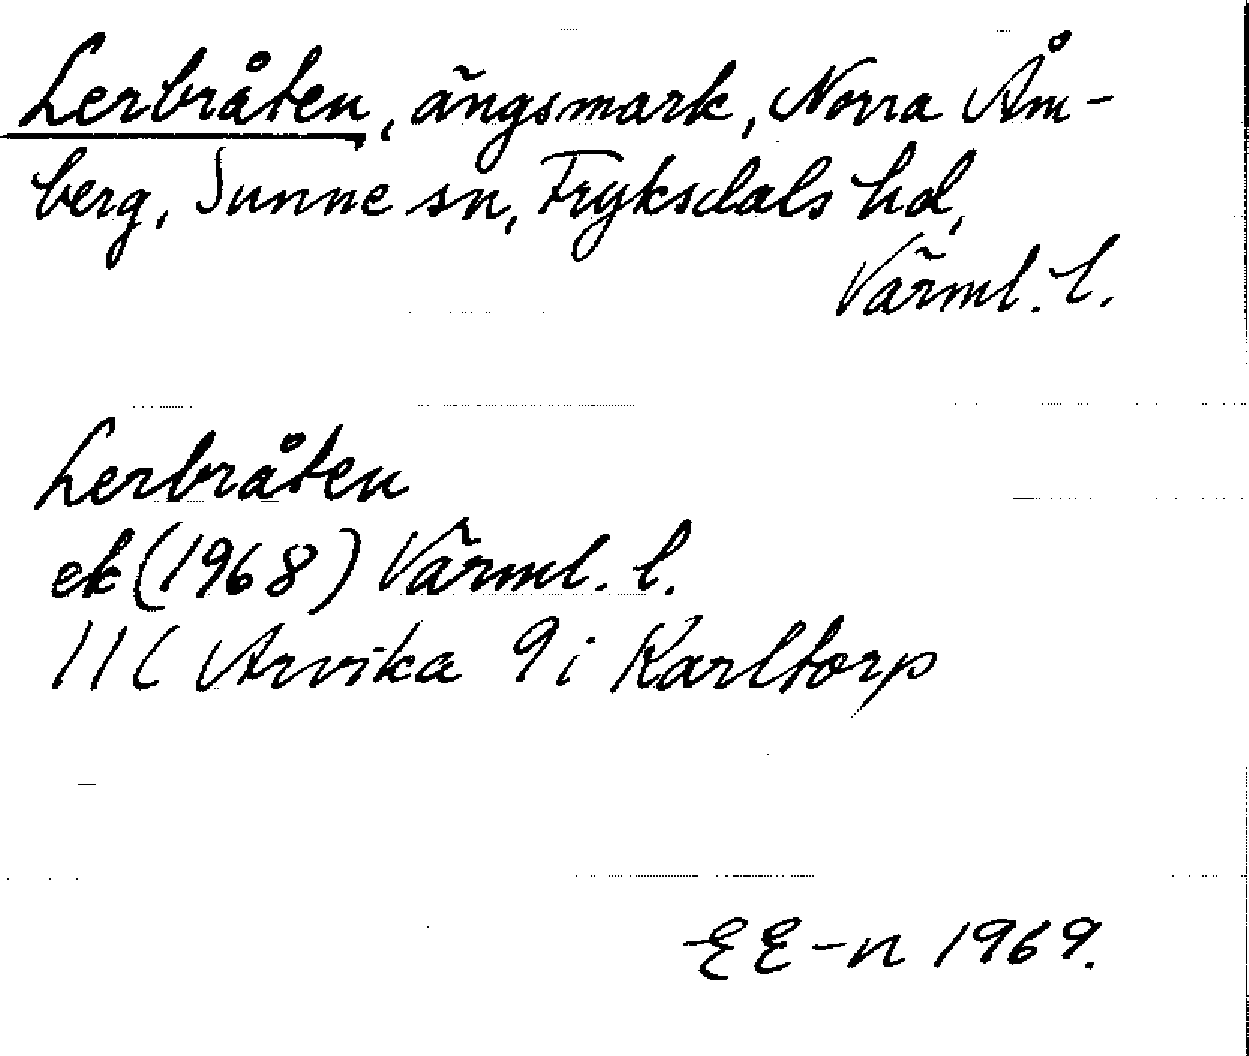 Lerbråten, ängsmark, Norra Åm-
berg, Sunne sn, Fryksdals hd,
Värml. l.
Lerbråten
ek (1968) Värml. l.
11C Arvika 9i Karltorp
EE-n 1969.